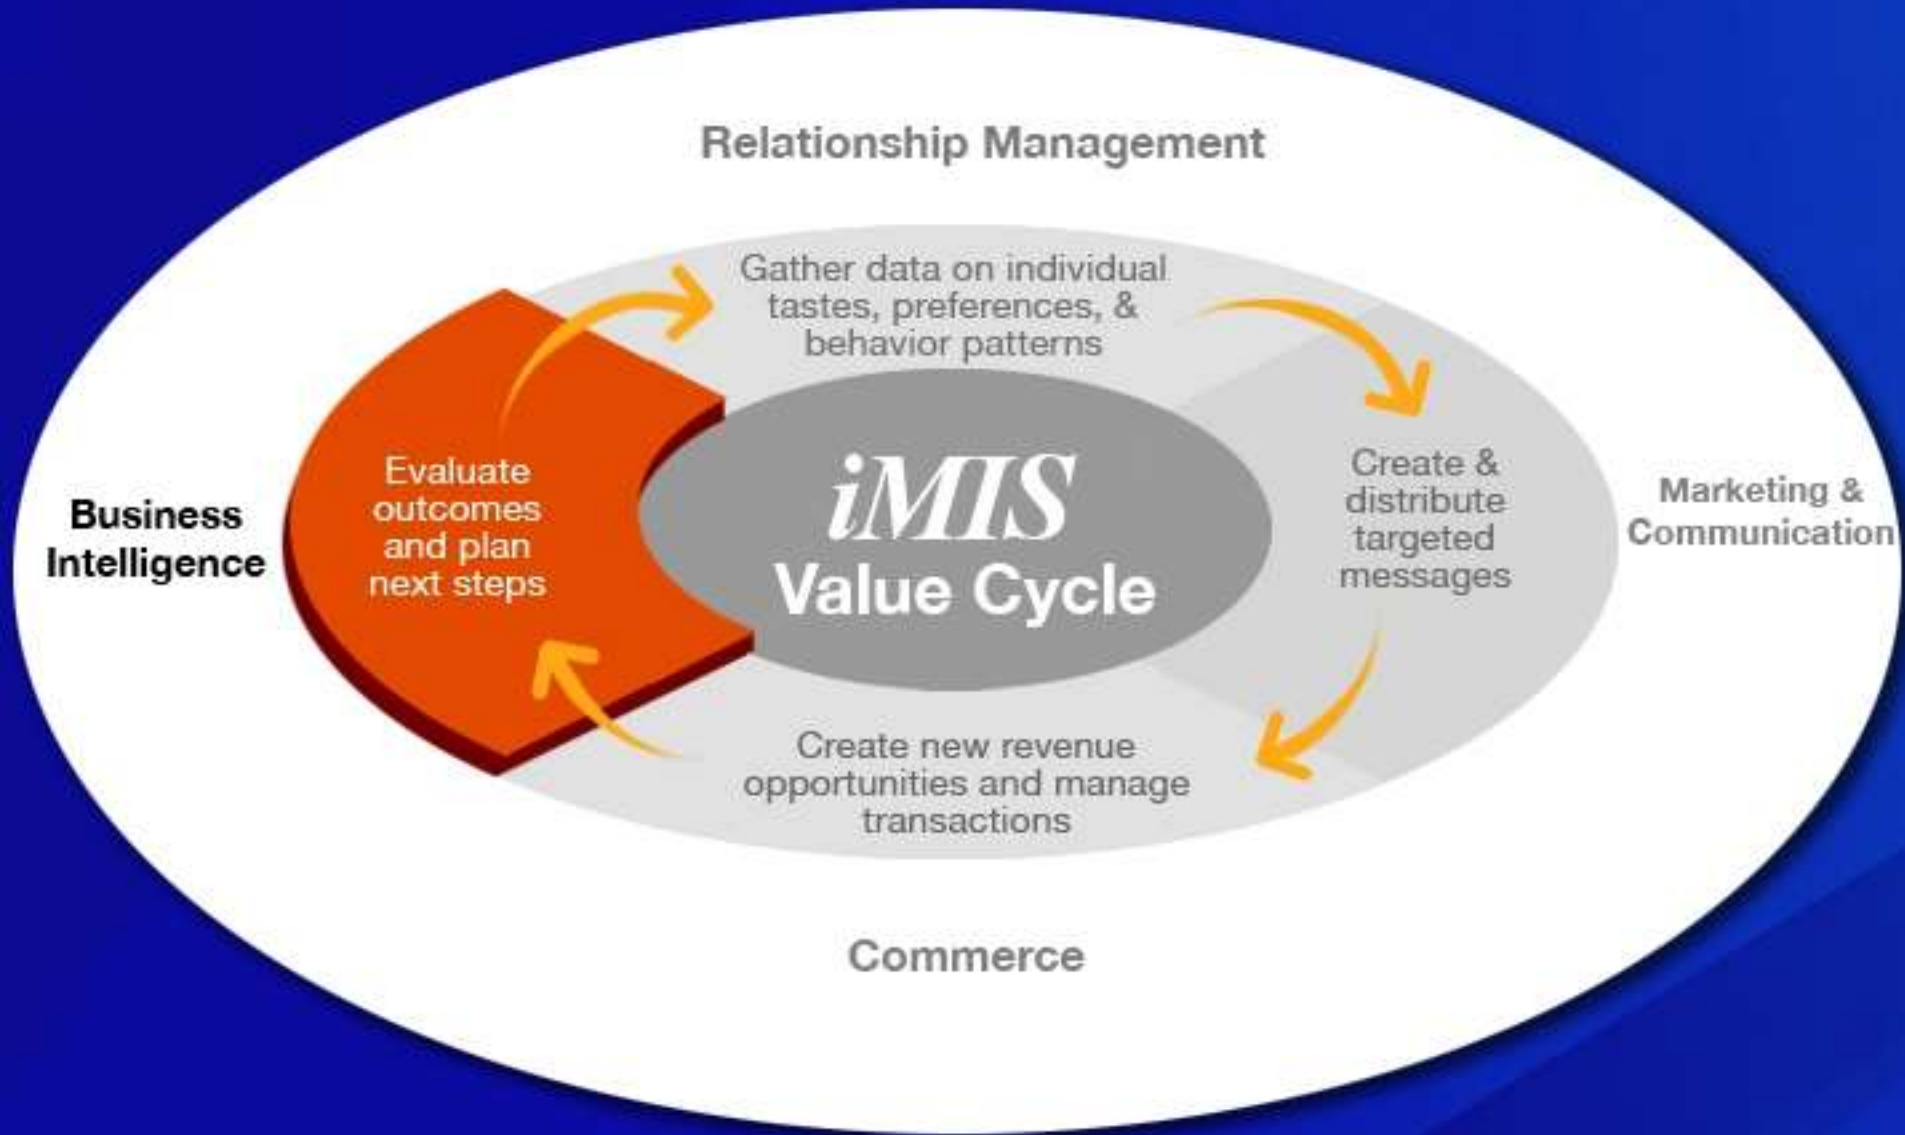 Relationship Management
Gather data on individual
tastes, preferences, &
behavior patterns
Create &
distribute
targeted
messages
Marketing &
Communication
Create new revenue
opportunities and manage
transactions
Commerce
Evaluate
outcomes
and plan
next steps
Business
Intelligence
iMIS
Value Cycle